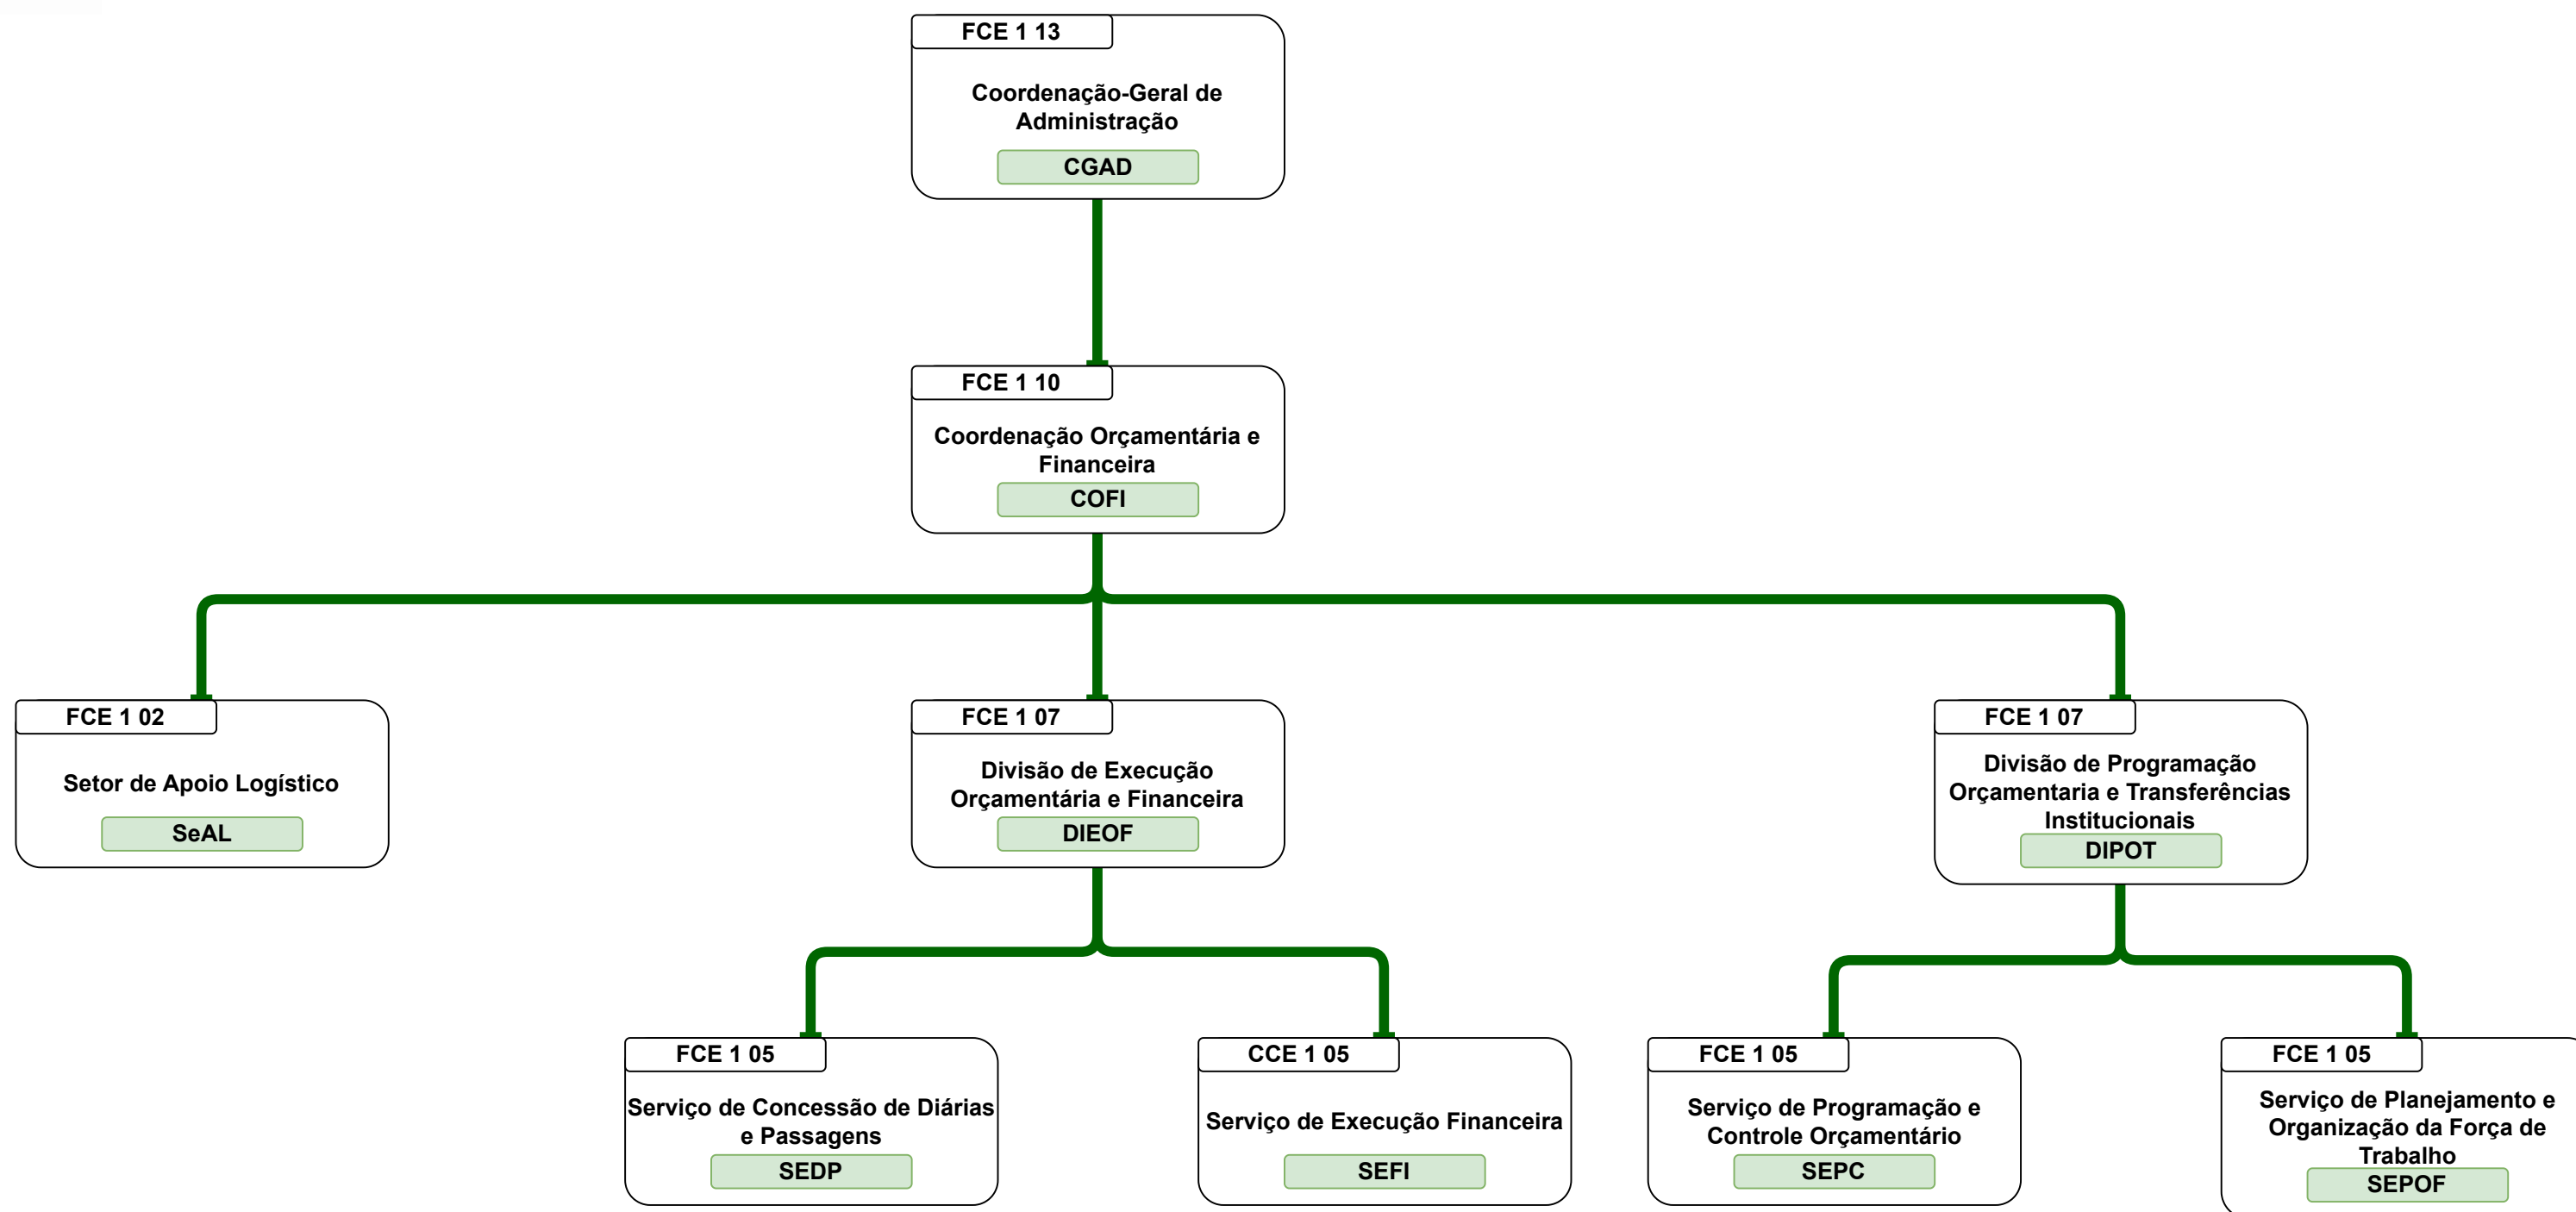 FCE 1 13
Coordenação-Geral de
Administração
CGAD
FCE 1 10
Coordenação Orçamentária e
Financeira
COFI
FCE 1 02
Setor de Apoio Logístico
SeAL
FCE 1 07
Divisão de Execução
Orçamentária e Financeira
DIEOF
FCE 1 07
Divisão de Programação
Orçamentaria e Transferências
Institucionais
DIPOT
FCE 1 05
Serviço de Concessão de Diárias
e Passagens
SEDP
CCE 1 05
Serviço de Execução Financeira
SEFI
FCE 1 05
Serviço de Programação e
Controle Orçamentário
SEPC
FCE 1 05
Serviço de Planejamento e
Organização da Força de
Trabalho
SEPOF